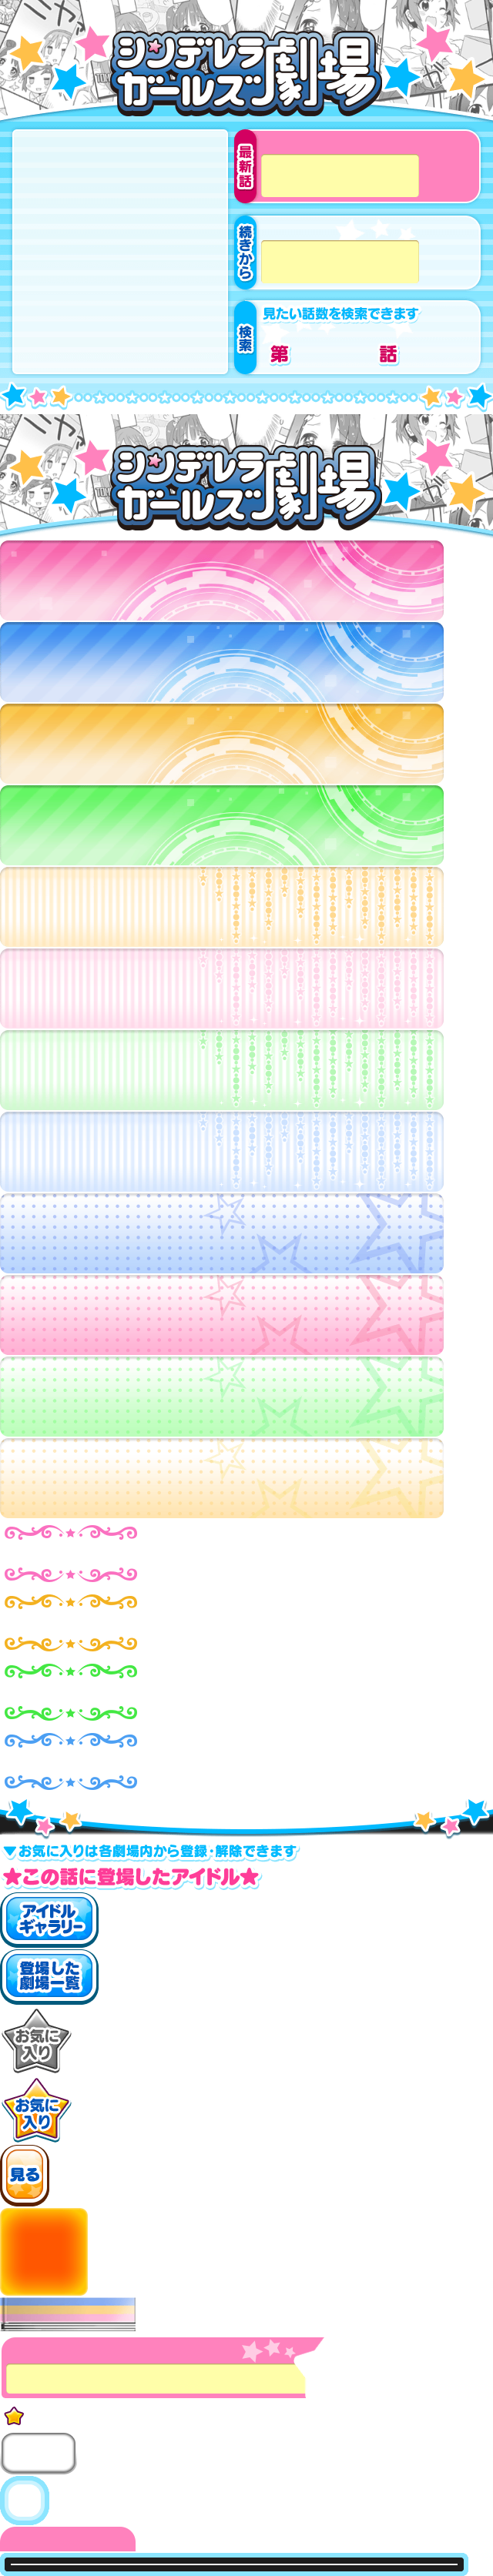 ニャ
シンデレラ
ガールズ劇場
最新話
続きから
検索
見たい話数を検索できます
第 話
ニャ
シンデレラ
ガールズ劇場
▼お気に入りは各劇場内から登録・解除できます
★この話に登場したアイドル★
アイドル
ギャラリー
登場した
劇場一覧
お気に
入り
お気に
入り
見る